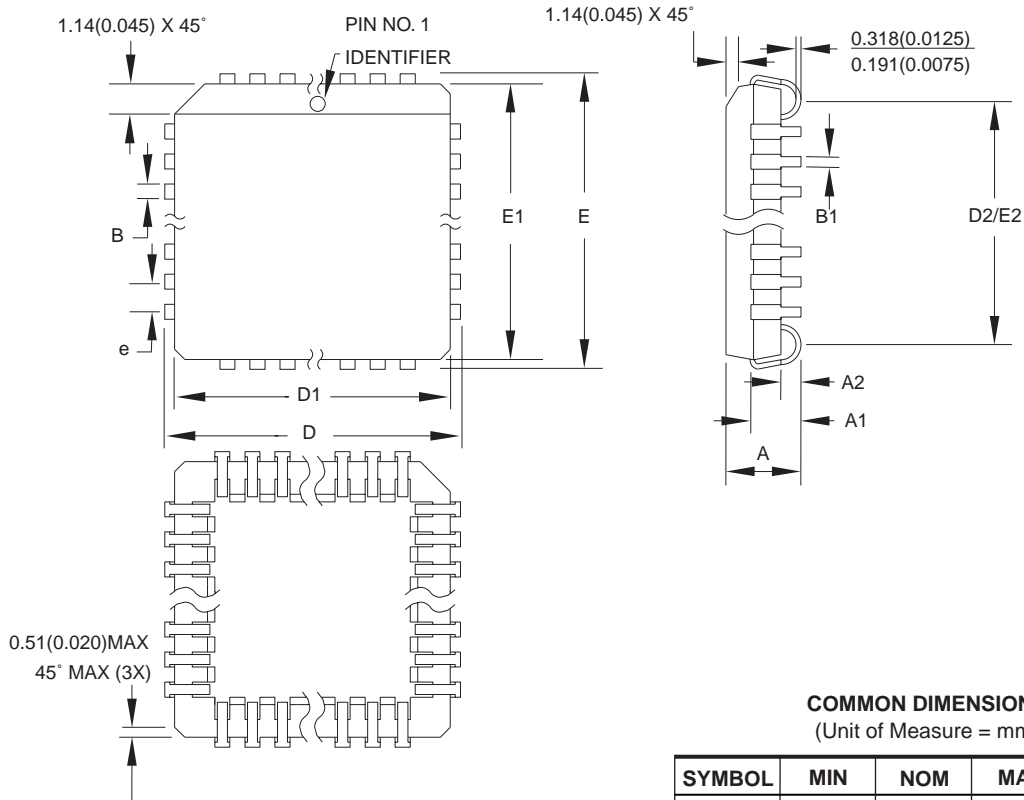 1.14(0.045) X 45˚
PIN NO. 1
IDENTIFIER
1.14(0.045) X 45˚
0.318(0.0125)
0.191(0.0075)
E1
E
B
e
B1
D2/E2
D1
D
A2
A1
A
0.51(0.020)MAX
45˚ MAX (3X)
COMMON DIMENSION
(Unit of Measure = mm
SYMBOL MIN NOM MA